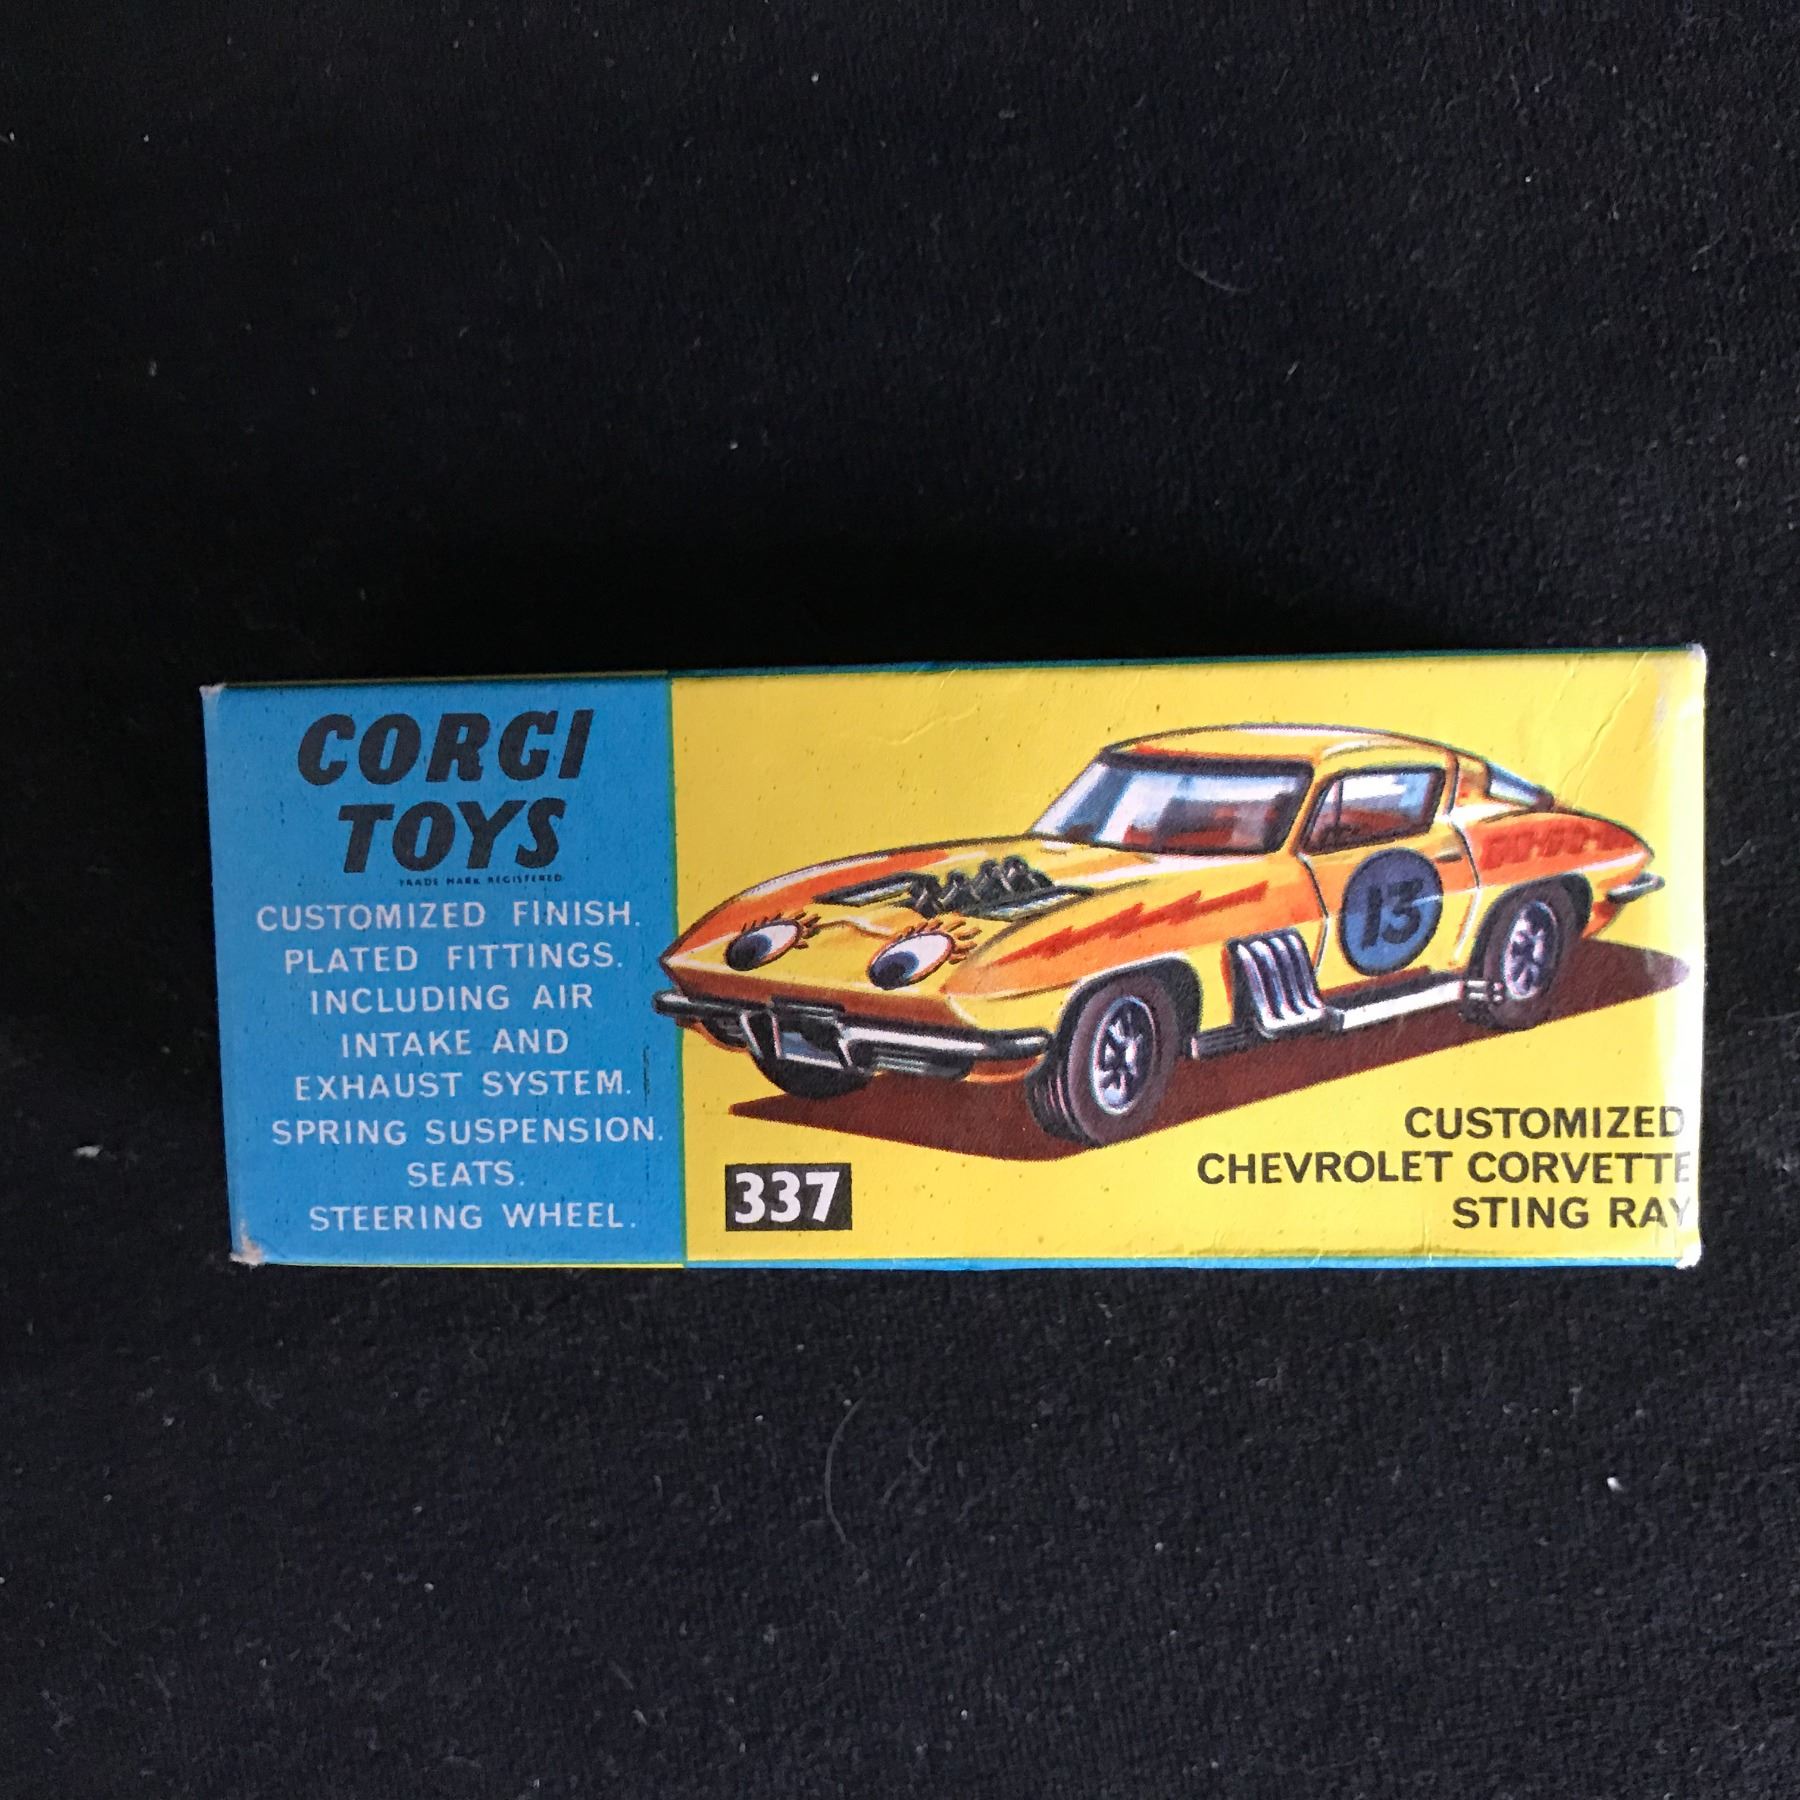 CORGI
TOYS
TRADE MARK REGISTERED
CUSTOMIZED FINISH.
PLATED FITTINGS.
INCLUDING AIR
INTAKE AND
EXHAUST SYSTEM.
SPRING SUSPENSION.
SEATS.
STEERING WHEEL.
13
337
CUSTOMIZED
CHEVROLET CORVETTE
STING RAY